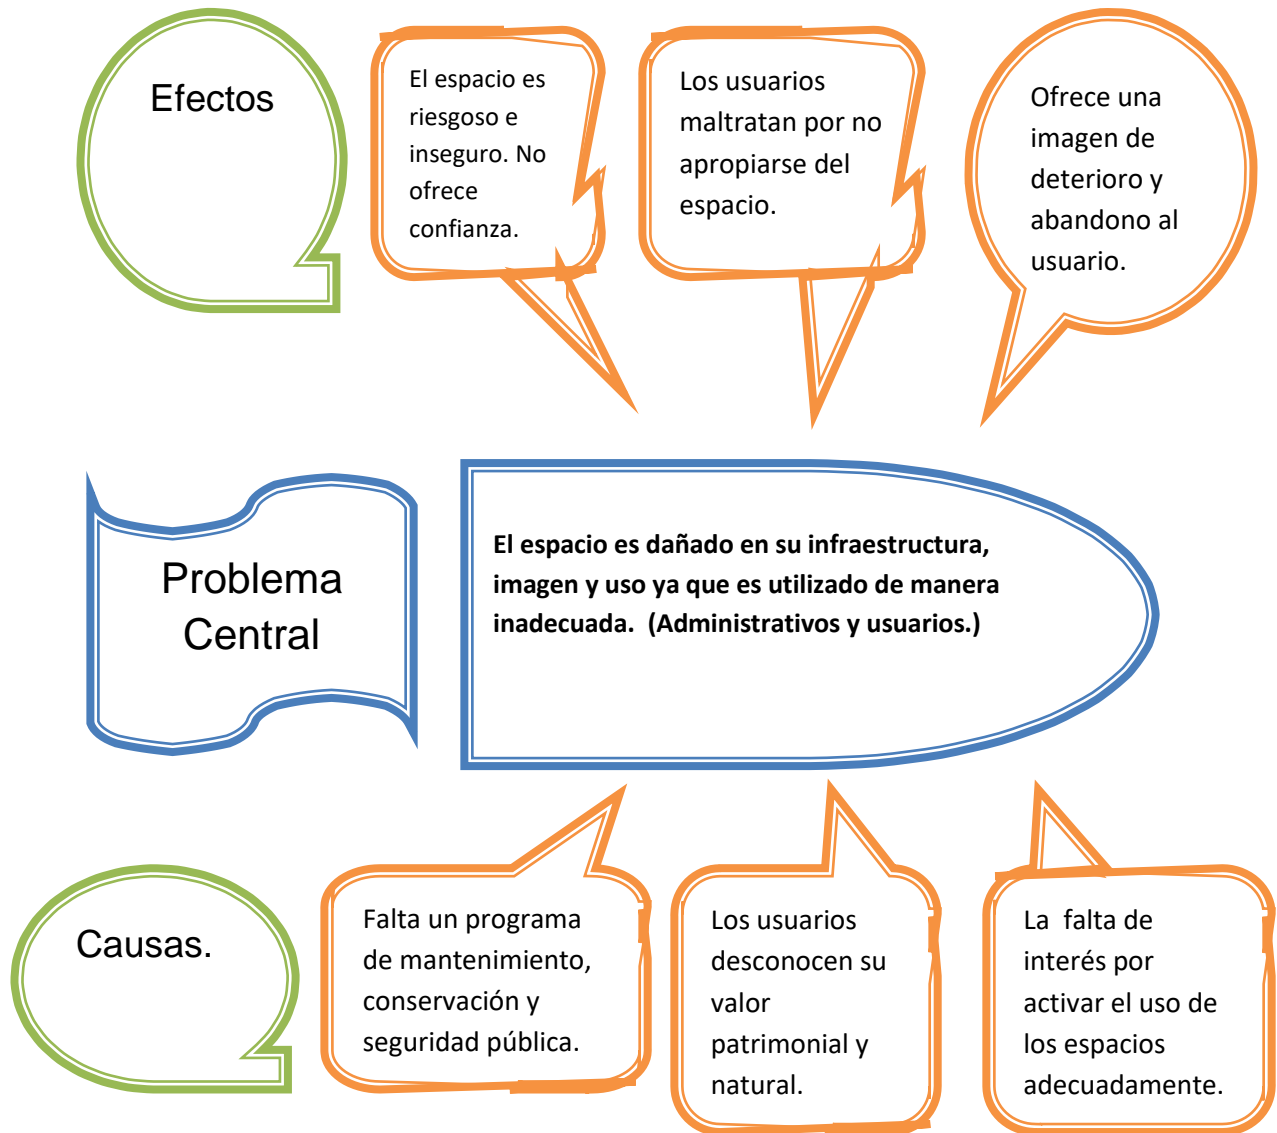 Efectos
El espacio es
riesgoso e
inseguro. No
ofrece
confianza.
Los usuarios
maltratan por no
apropiarse del
espacio.
Ofrece una
imagen de
deterioro y
abandono al
usuario.
Problema
Central
El espacio es dañado en su infraestructura,
imagen y uso ya que es utilizado de manera
inadecuada.  (Administrativos y usuarios.)
Causas.
Falta un programa
de mantenimiento,
conservación y
seguridad pública.
Los usuarios
desconocen su
valor
patrimonial y
natural.
La  falta de
interés por
activar el uso de
los espacios
adecuadamente.